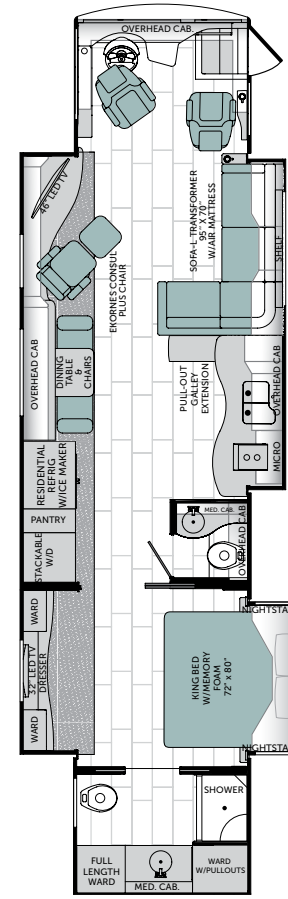 OVERHEAD CAB.
46" LED TV
SOFA-L TRANSFORMER
95" X 70"
W/AIR MATTRESS
SHELF
EKORNES CONSUL
PLUS CHAIR
OVERHEAD CAB
DINING
TABLE
&
CHAIRS
PULL-OUT
GALLEY
EXTENSION
OVERHEAD CAB
MICRO
RESIDENTIAL
REFRIG
W/ICE MAKER
PANTRY
STACKABLE
W/D
MED. CAB.
OVERHEAD CAB
WARD
32" LED TV
DRESSER
WARD
NIGHTSTA
KING BED
W/MEMORY
FOAM
72" x 80"
NIGHTSTA
SHOWER
FULL
LENGTH
WARD
MED. CAB.
WARD
W/PULLOUTS